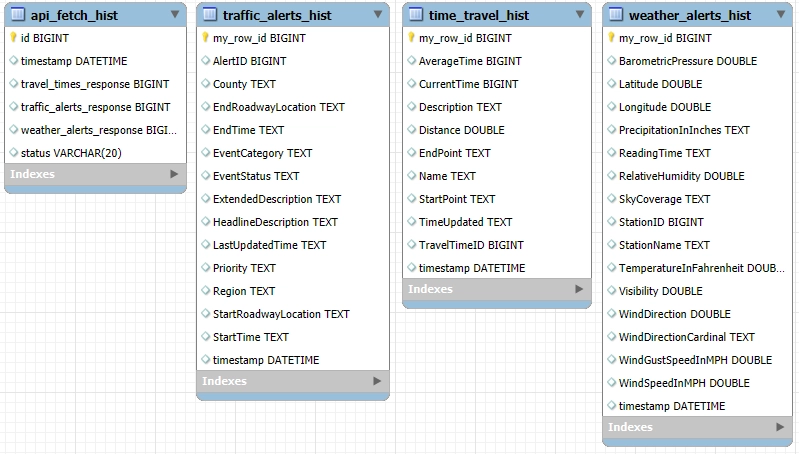 api_fetch_hist
id BIGINT
timestamp DATETIME
travel_times_response BIGINT
traffic_alerts_response BIGINT
weather_alerts_response BIGI...
status VARCHAR(20)
Indexes
traffic_alerts_hist
my_row_id BIGINT
AlertID BIGINT
County TEXT
EndRoadwayLocation TEXT
EndTime TEXT
EventCategory TEXT
EventStatus TEXT
ExtendedDescription TEXT
HeadlineDescription TEXT
LastUpdatedTime TEXT
Priority TEXT
Region TEXT
StartRoadwayLocation TEXT
StartTime TEXT
timestamp DATETIME
Indexes
time_travel_hist
my_row_id BIGINT
AverageTime BIGINT
CurrentTime BIGINT
Description TEXT
Distance DOUBLE
EndPoint TEXT
Name TEXT
StartPoint TEXT
TimeUpdated TEXT
TravelTimeID BIGINT
timestamp DATETIME
Indexes
weather_alerts_hist
my_row_id BIGINT
BarometricPressure DOUBLE
Latitude DOUBLE
Longitude DOUBLE
PrecipitationInInches TEXT
ReadingTime TEXT
RelativeHumidity DOUBLE
SkyCoverage TEXT
StationID BIGINT
StationName TEXT
TemperatureInFahrenheit DOUB...
Visibility DOUBLE
WindDirection DOUBLE
WindDirectionCardinal TEXT
WindGustSpeedInMPH DOUBLE
WindSpeedInMPH DOUBLE
timestamp DATETIME
Indexes